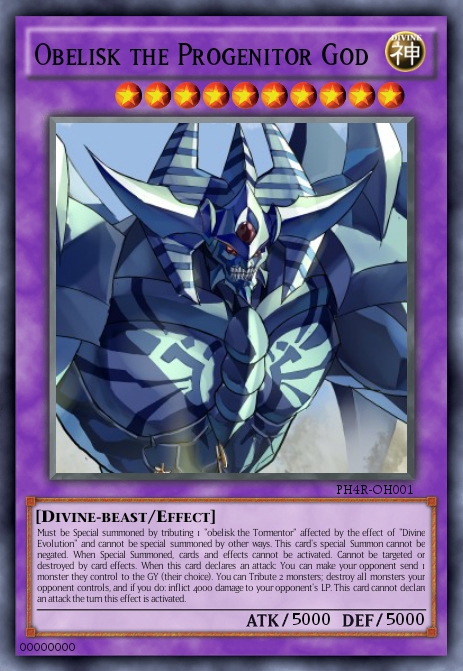 OBELISK THE PROGENITOR GOD
DIVINE
神
PH4R-OH001
[DIVINE-BEAST/EFFECT]
Must be Special summoned by tributing 1 "obelisk the Tormentor" affected by the effect of "Divine
Evolution" and cannot be special summoned by other ways. This card's special Summon cannot be
negated. When Special Summoned, cards and effects cannot be activated. Cannot be targeted or
destroyed by card effects. When this card declares an attack: You can make your opponent send 1
monster they control to the GY (their choice). You can Tribute 2 monsters; destroy all monsters your
opponent controls, and if you do: inflict 4000 damage to your opponent's LP. This card cannot declare
an attack the turn this effect is activated.
ATK/5000 DEF/5000
00000000